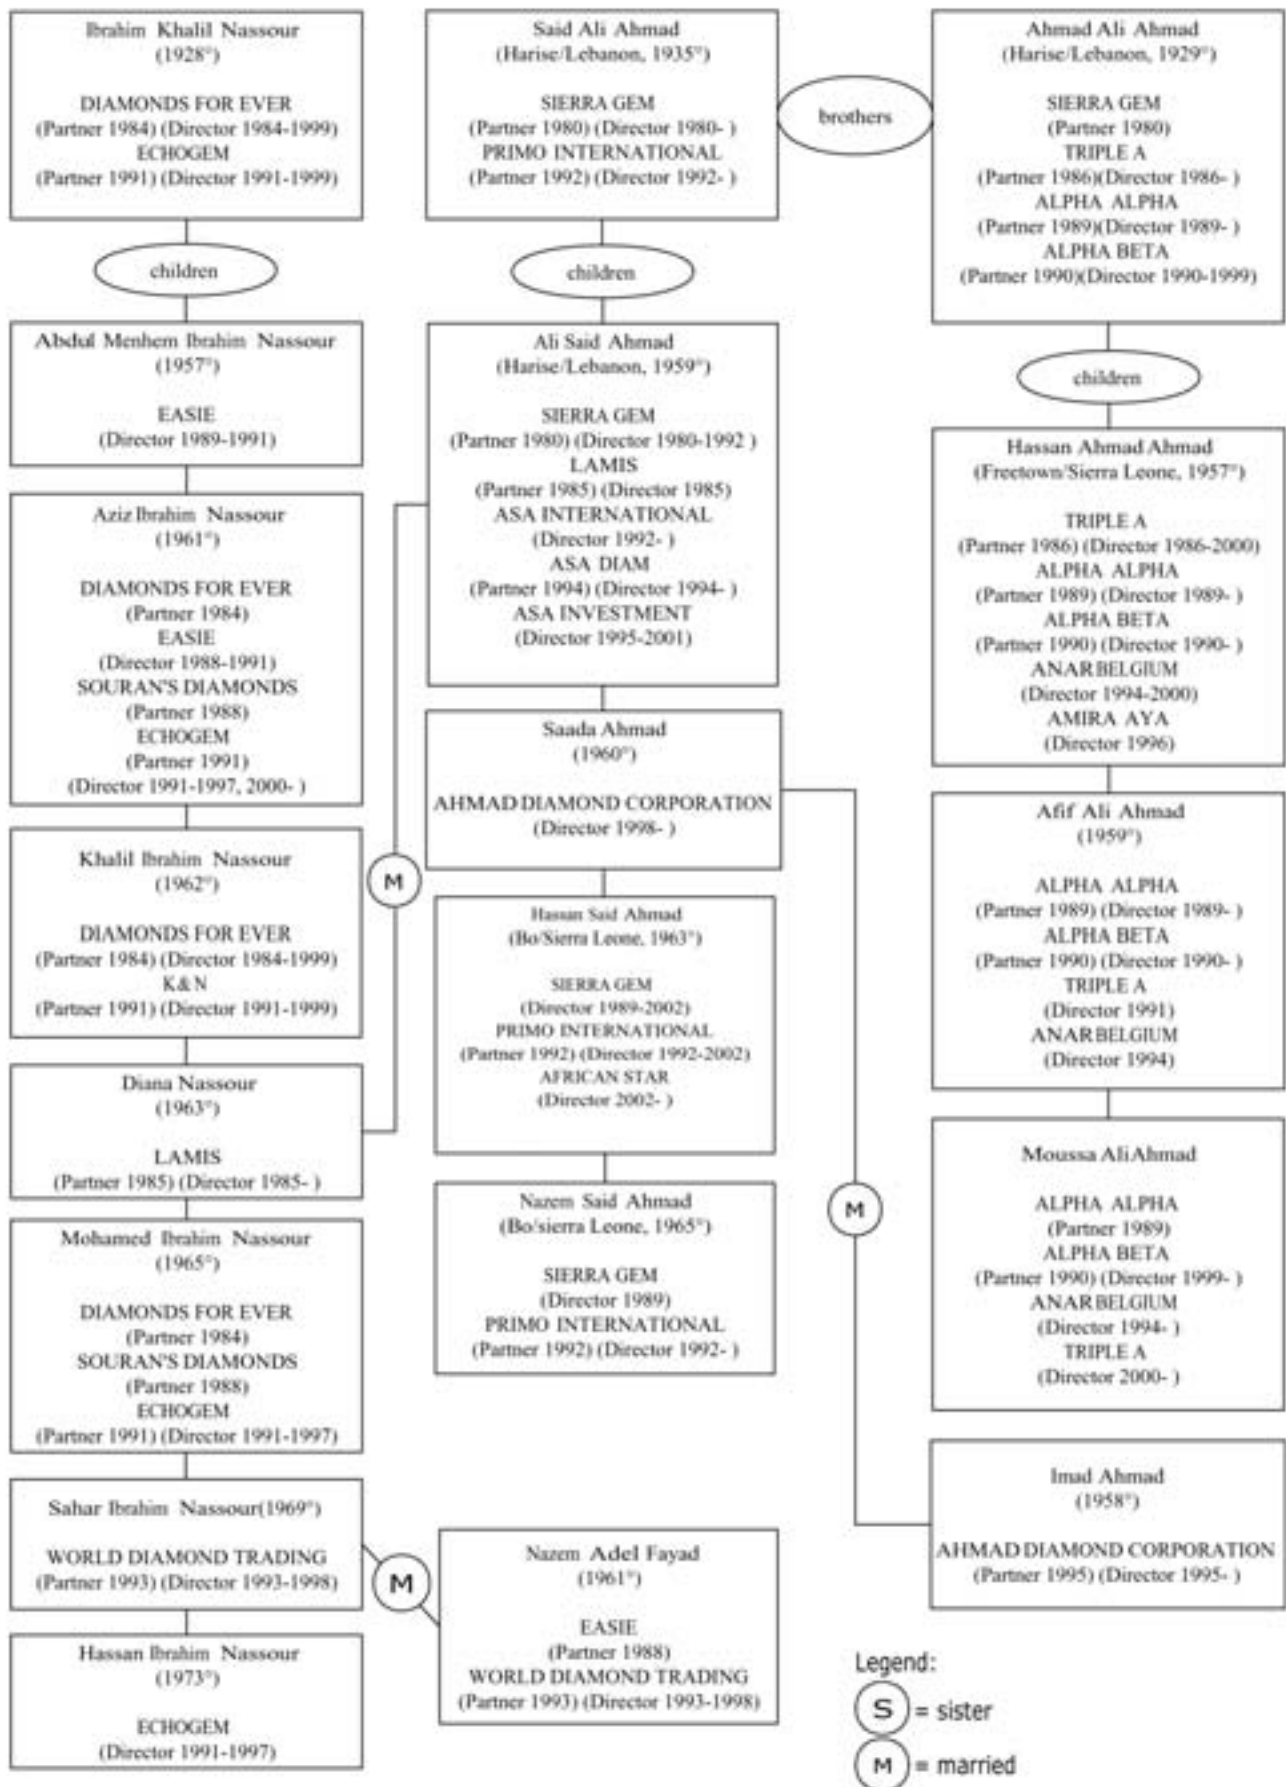 Ibrahim Khalil Nassour
(1928°)
DIAMONDS FOR EVER
(Partner 1984) (Director 1984-1999)
ECHOGEM
(Partner 1991) (Director 1991-1999)
children
Abdul Menhem Ibrahim Nassour
(1957°)
EASIE
(Director 1989-1991)
Aziz Ibrahim Nassour
(1961°)
DIAMONDS FOR EVER
(Partner 1984)
EASIE
(Director 1988-1991)
SOURAN'S DIAMONDS
(Partner 1988)
ECHOGEM
(Partner 1991)
(Director 1991-1997, 2000- )
Khalil Ibrahim Nassour
(1962°)
DIAMONDS FOR EVER
(Partner 1984) (Director 1984-1999)
K&N
(Partner 1991) (Director 1991-1999)
Diana Nassour
(1963°)
LAMIS
(Partner 1985) (Director 1985- )
Mohamed Ibrahim Nassour
(1965°)
DIAMONDS FOR EVER
(Partner 1984)
SOURAN'S DIAMONDS
(Partner 1988)
ECHOGEM
(Partner 1991) (Director 1991-1997)
Sahar Ibrahim Nassour(1969°)
WORLD DIAMOND TRADING
(Partner 1993) (Director 1993-1998)
Hassan Ibrahim Nassour
(1973°)
ECHOGEM
(Director 1991-1997)
M
M
Said Ali Ahmad
(Harise/Lebanon, 1935°)
SIERRA GEM
(Partner 1980) (Director 1980- )
PRIMO INTERNATIONAL
(Partner 1992) (Director 1992- )
children
Ali Said Ahmad
(Harise/Lebanon, 1959°)
SIERRA GEM
(Partner 1980) (Director 1980-1992 )
LAMIS
(Partner 1985) (Director 1985)
ASA INTERNATIONAL
(Director 1992- )
ASA DIAM
(Partner 1994) (Director 1994- )
ASA INVESTMENT
(Director 1995-2001)
Saada Ahmad
(1960°)
AHMAD DIAMOND CORPORATION
(Director 1998- )
Hassan Said Ahmad
(Bo/Sierra Leone, 1963°)
SIERRA GEM
(Director 1989-2002)
PRIMO INTERNATIONAL
(Partner 1992) (Director 1992-2002)
AFRICAN STAR
(Director 2002- )
Nazem Said Ahmad
(Bo/sierra Leone, 1965°)
SIERRA GEM
(Director 1989)
PRIMO INTERNATIONAL
(Partner 1992) (Director 1992- )
Nazem Adel Fayad
(1961°)
EASIE
(Partner 1988)
WORLD DIAMOND TRADING
(Partner 1993) (Director 1993-1998)
brothers
M
Ahmad Ali Ahmad
(Harise/Lebanon, 1929°)
SIERRA GEM
(Partner 1980)
TRIPLE A
(Partner 1986)(Director 1986- )
ALPHA ALPHA
(Partner 1989)(Director 1989- )
ALPHA BETA
(Partner 1990)(Director 1990-1999)
children
Hassan Ahmad Ahmad
(Freetown/Sierra Leone, 1957°)
TRIPLE A
(Partner 1986) (Director 1986-2000)
ALPHA ALPHA
(Partner 1989) (Director 1989- )
ALPHA BETA
(Partner 1990) (Director 1990- )
ANAR BELGIUM
(Director 1994-2000)
AMIRA AYA
(Director 1996)
Afif Ali Ahmad
(1959°)
ALPHA ALPHA
(Partner 1989) (Director 1989- )
ALPHA BETA
(Partner 1990) (Director 1990- )
TRIPLE A
(Director 1991)
ANAR BELGIUM
(Director 1994)
Moussa Ali Ahmad
ALPHA ALPHA
(Partner 1989)
ALPHA BETA
(Partner 1990) (Director 1999- )
ANAR BELGIUM
(Director 1994- )
TRIPLE A
(Director 2000- )
Imad Ahmad
(1958°)
AHMAD DIAMOND CORPORATION
(Partner 1995) (Director 1995- )
Legend:
S = sister
M = married